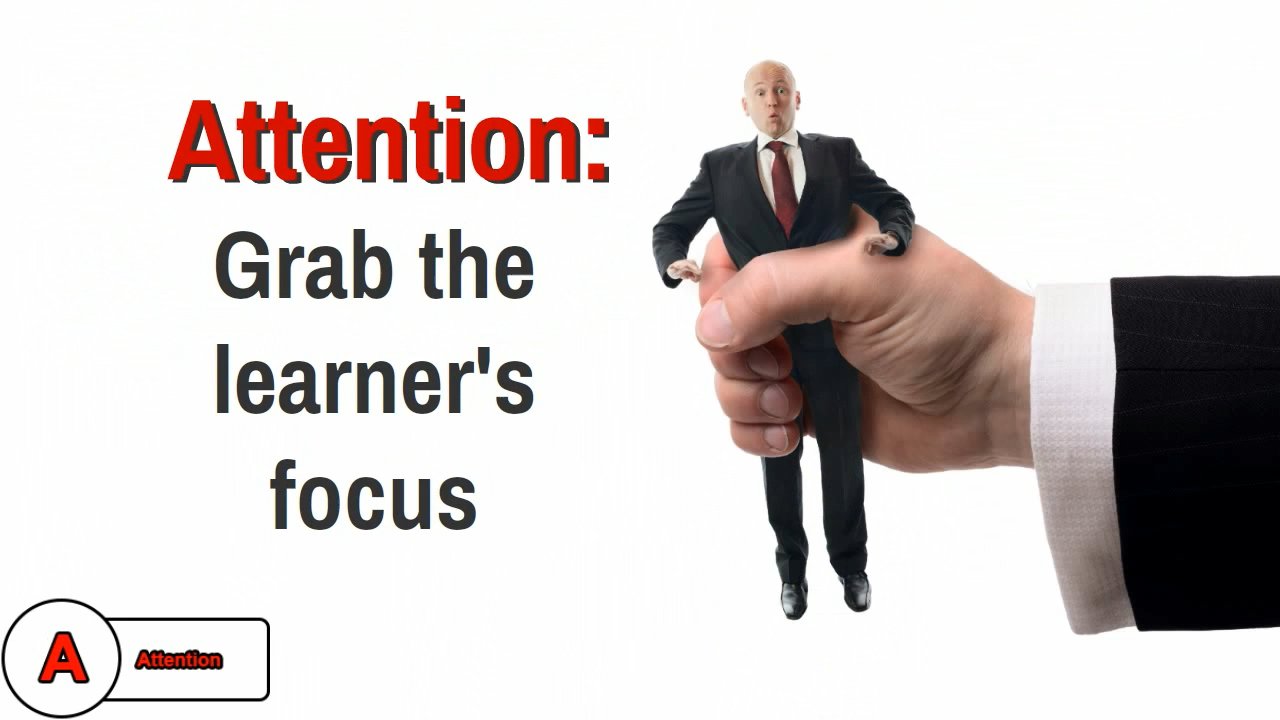 Attention:
Grab the
learner's
focus
A
Attention